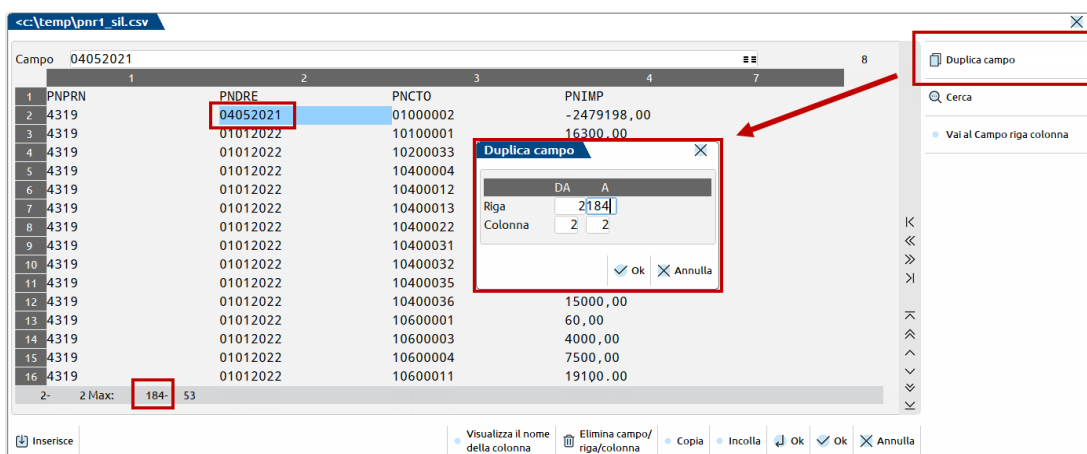 <c:\temp\pnr1_sil.csv
Campo 04052021 8
1 2 3 4 7
1 PNPRN PNDRE PNCTO PNIMP
2 4319 04052021 01000002 -2479198,00
3 4319 01012022 10100001 16300,00
4 4319 01012022 10200033
5 4319 01012022 10400004
6 4319 01012022 10400012
7 4319 01012022 10400013
8 4319 01012022 10400022
9 4319 01012022 10400031
10 4319 01012022 10400032
11 4319 01012022 10400035
12 4319 01012022 10400036 15000,00
13 4319 01012022 10600001 60,00
14 4319 01012022 10600003 4000,00
15 4319 01012022 10600004 7500,00
16 4319 01012022 10600011 19100.00
2- 2 Max: 184- 53
Duplica campo
DA A
Riga 2 184
Colonna 2 2
Ok Annulla
Duplica campo
Cerca
Vai al Campo riga colonna
Inserisce
Visualizza il nome
della colonna
Elimina campo/
riga/colonna
Copia
Incolla
Ok
Ok
Annulla